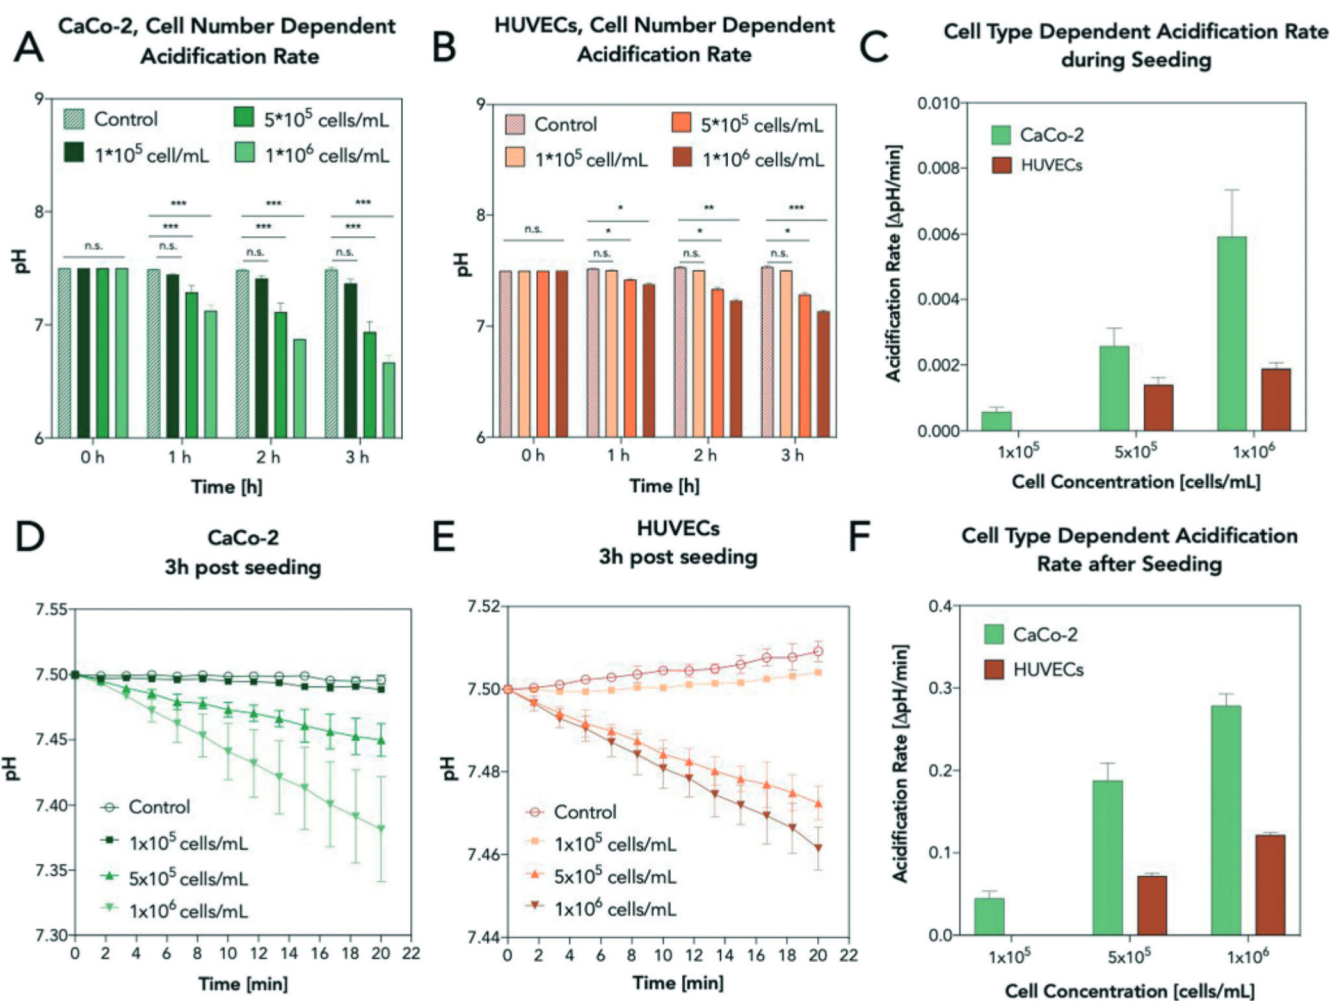 A
CaCo-2, Cell Number Dependent
Acidification Rate
9
8
7
6
pH
Control
1*10⁵ cell/mL
5*10⁵ cells/mL
1*10⁶ cells/mL
n.s.
***
***
n.s.
***
***
n.s.
***
***
n.s.
0 h 1 h 2 h 3 h
Time [h]
B
HUVECs, Cell Number Dependent
Acidification Rate
9
8
7
6
pH
Control
1*10⁵ cell/mL
5*10⁵ cells/mL
1*10⁶ cells/mL
n.s.
*
*
n.s.
**
*
n.s.
***
*
n.s.
0 h 1 h 2 h 3 h
Time [h]
C
Cell Type Dependent Acidification Rate
during Seeding
0.010
0.008
0.006
0.004
0.002
0.000
Acidification Rate [ΔpH/min]
CaCo-2
HUVECs
1x10⁵ 5x10⁵ 1x10⁶
Cell Concentration [cells/mL]
D
CaCo-2
3h post seeding
7.55
7.50
7.45
7.40
7.35
7.30
pH
Control
1x10⁵ cells/mL
5x10⁵ cells/mL
1x10⁶ cells/mL
0 2 4 6 8 10 12 14 16 18 20 22
Time [min]
E
HUVECs
3h post seeding
7.52
7.50
7.48
7.46
7.44
pH
Control
1x10⁵ cells/mL
5x10⁵ cells/mL
1x10⁶ cells/mL
0 2 4 6 8 10 12 14 16 18 20 22
Time [min]
F
Cell Type Dependent Acidification
Rate after Seeding
0.4
0.3
0.2
0.1
0.0
Acidification Rate [ΔpH/min]
CaCo-2
HUVECs
1x10⁵ 5x10⁵ 1x10⁶
Cell Concentration [cells/mL]